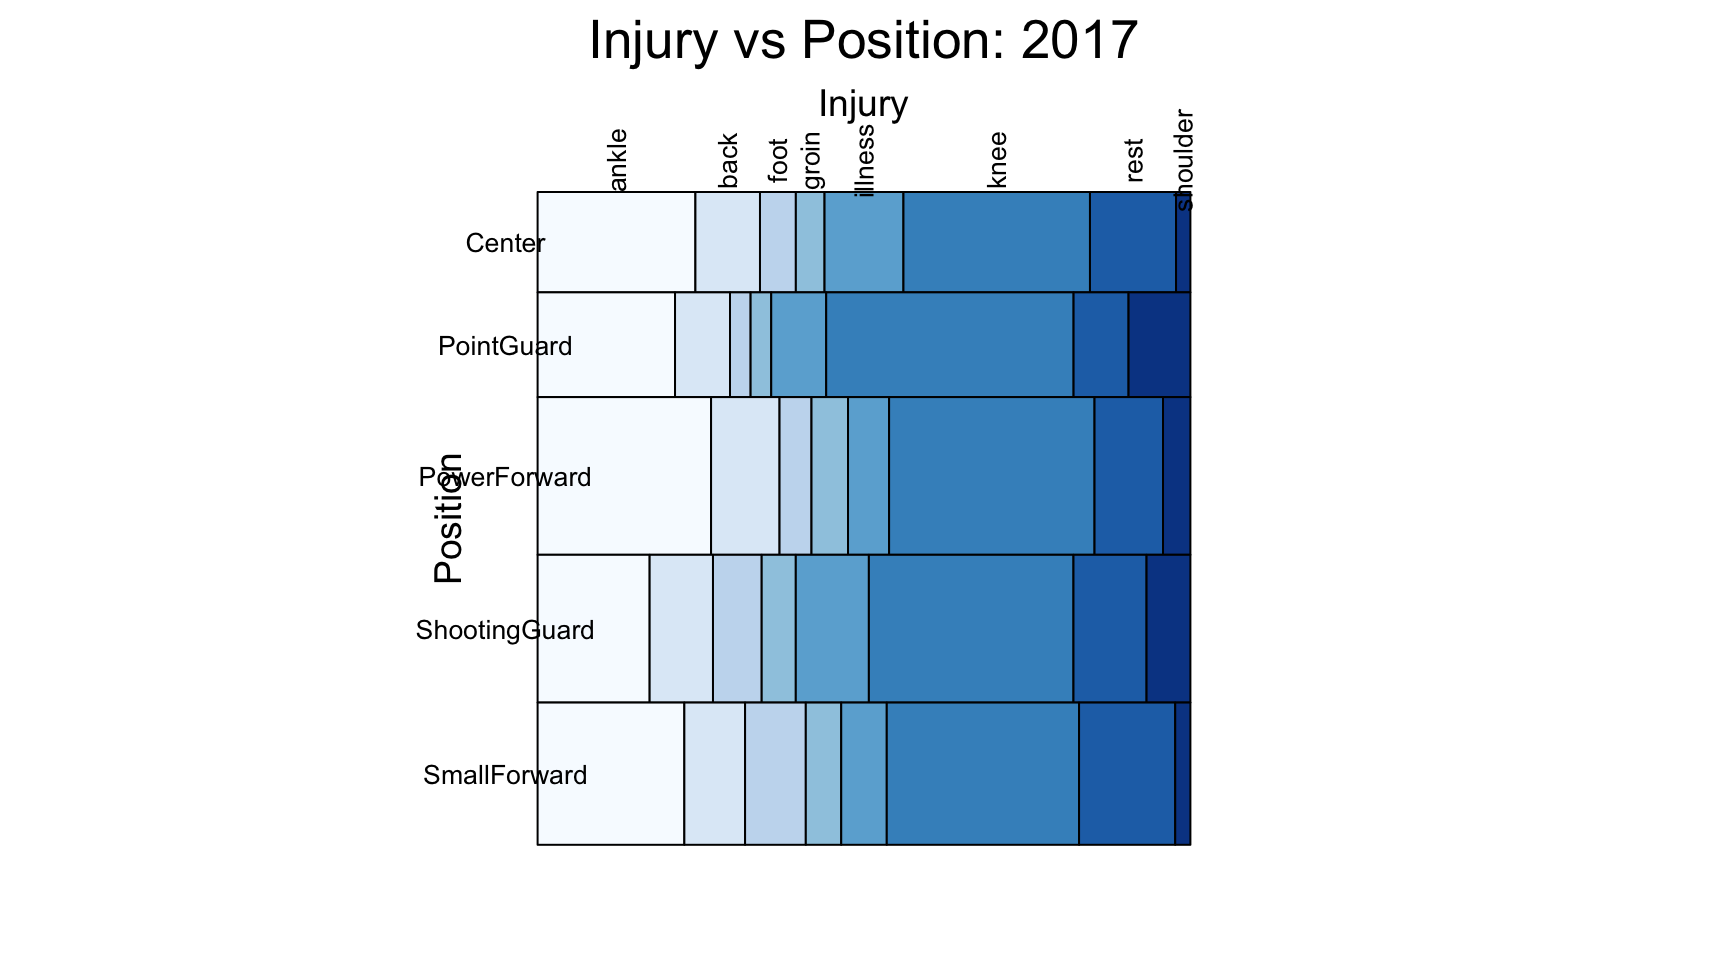 Injury vs Position: 2017
Injury
ankle
back
foot
groin
illness
knee
rest
shoulder
Position
Center
PointGuard
PowerForward
ShootingGuard
SmallForward